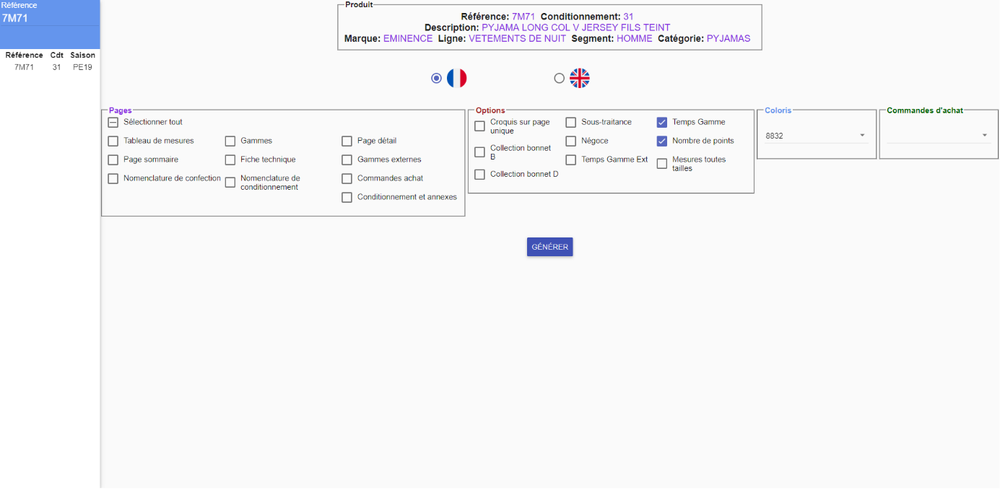 Référence
7M71
Référence Cdt Saison
7M71 31 PE19
Produit
Référence: 7M71 Conditionnement: 31
Description: PYJAMA LONG COL V JERSEY FILS TEINT
Marque: EMINENCE Ligne: VETEMENTS DE NUIT Segment: HOMME Catégorie: PYJAMAS
Pages
Sélectionner tout
Tableau de mesures
Gammes
Page détail
Page sommaire
Fiche technique
Gammes externes
Nomenclature de confection
Nomenclature de
conditionnement
Commandes achat
Conditionnement et annexes
Options
Croquis sur page
unique
Collection bonnet
B
Collection bonnet D
Sous-traitance
Négoce
Temps Gamme Ext
Temps Gamme
Nombre de points
Mesures toutes
tailles
Coloris
8832
Commandes d'achat
GÉNÉRER